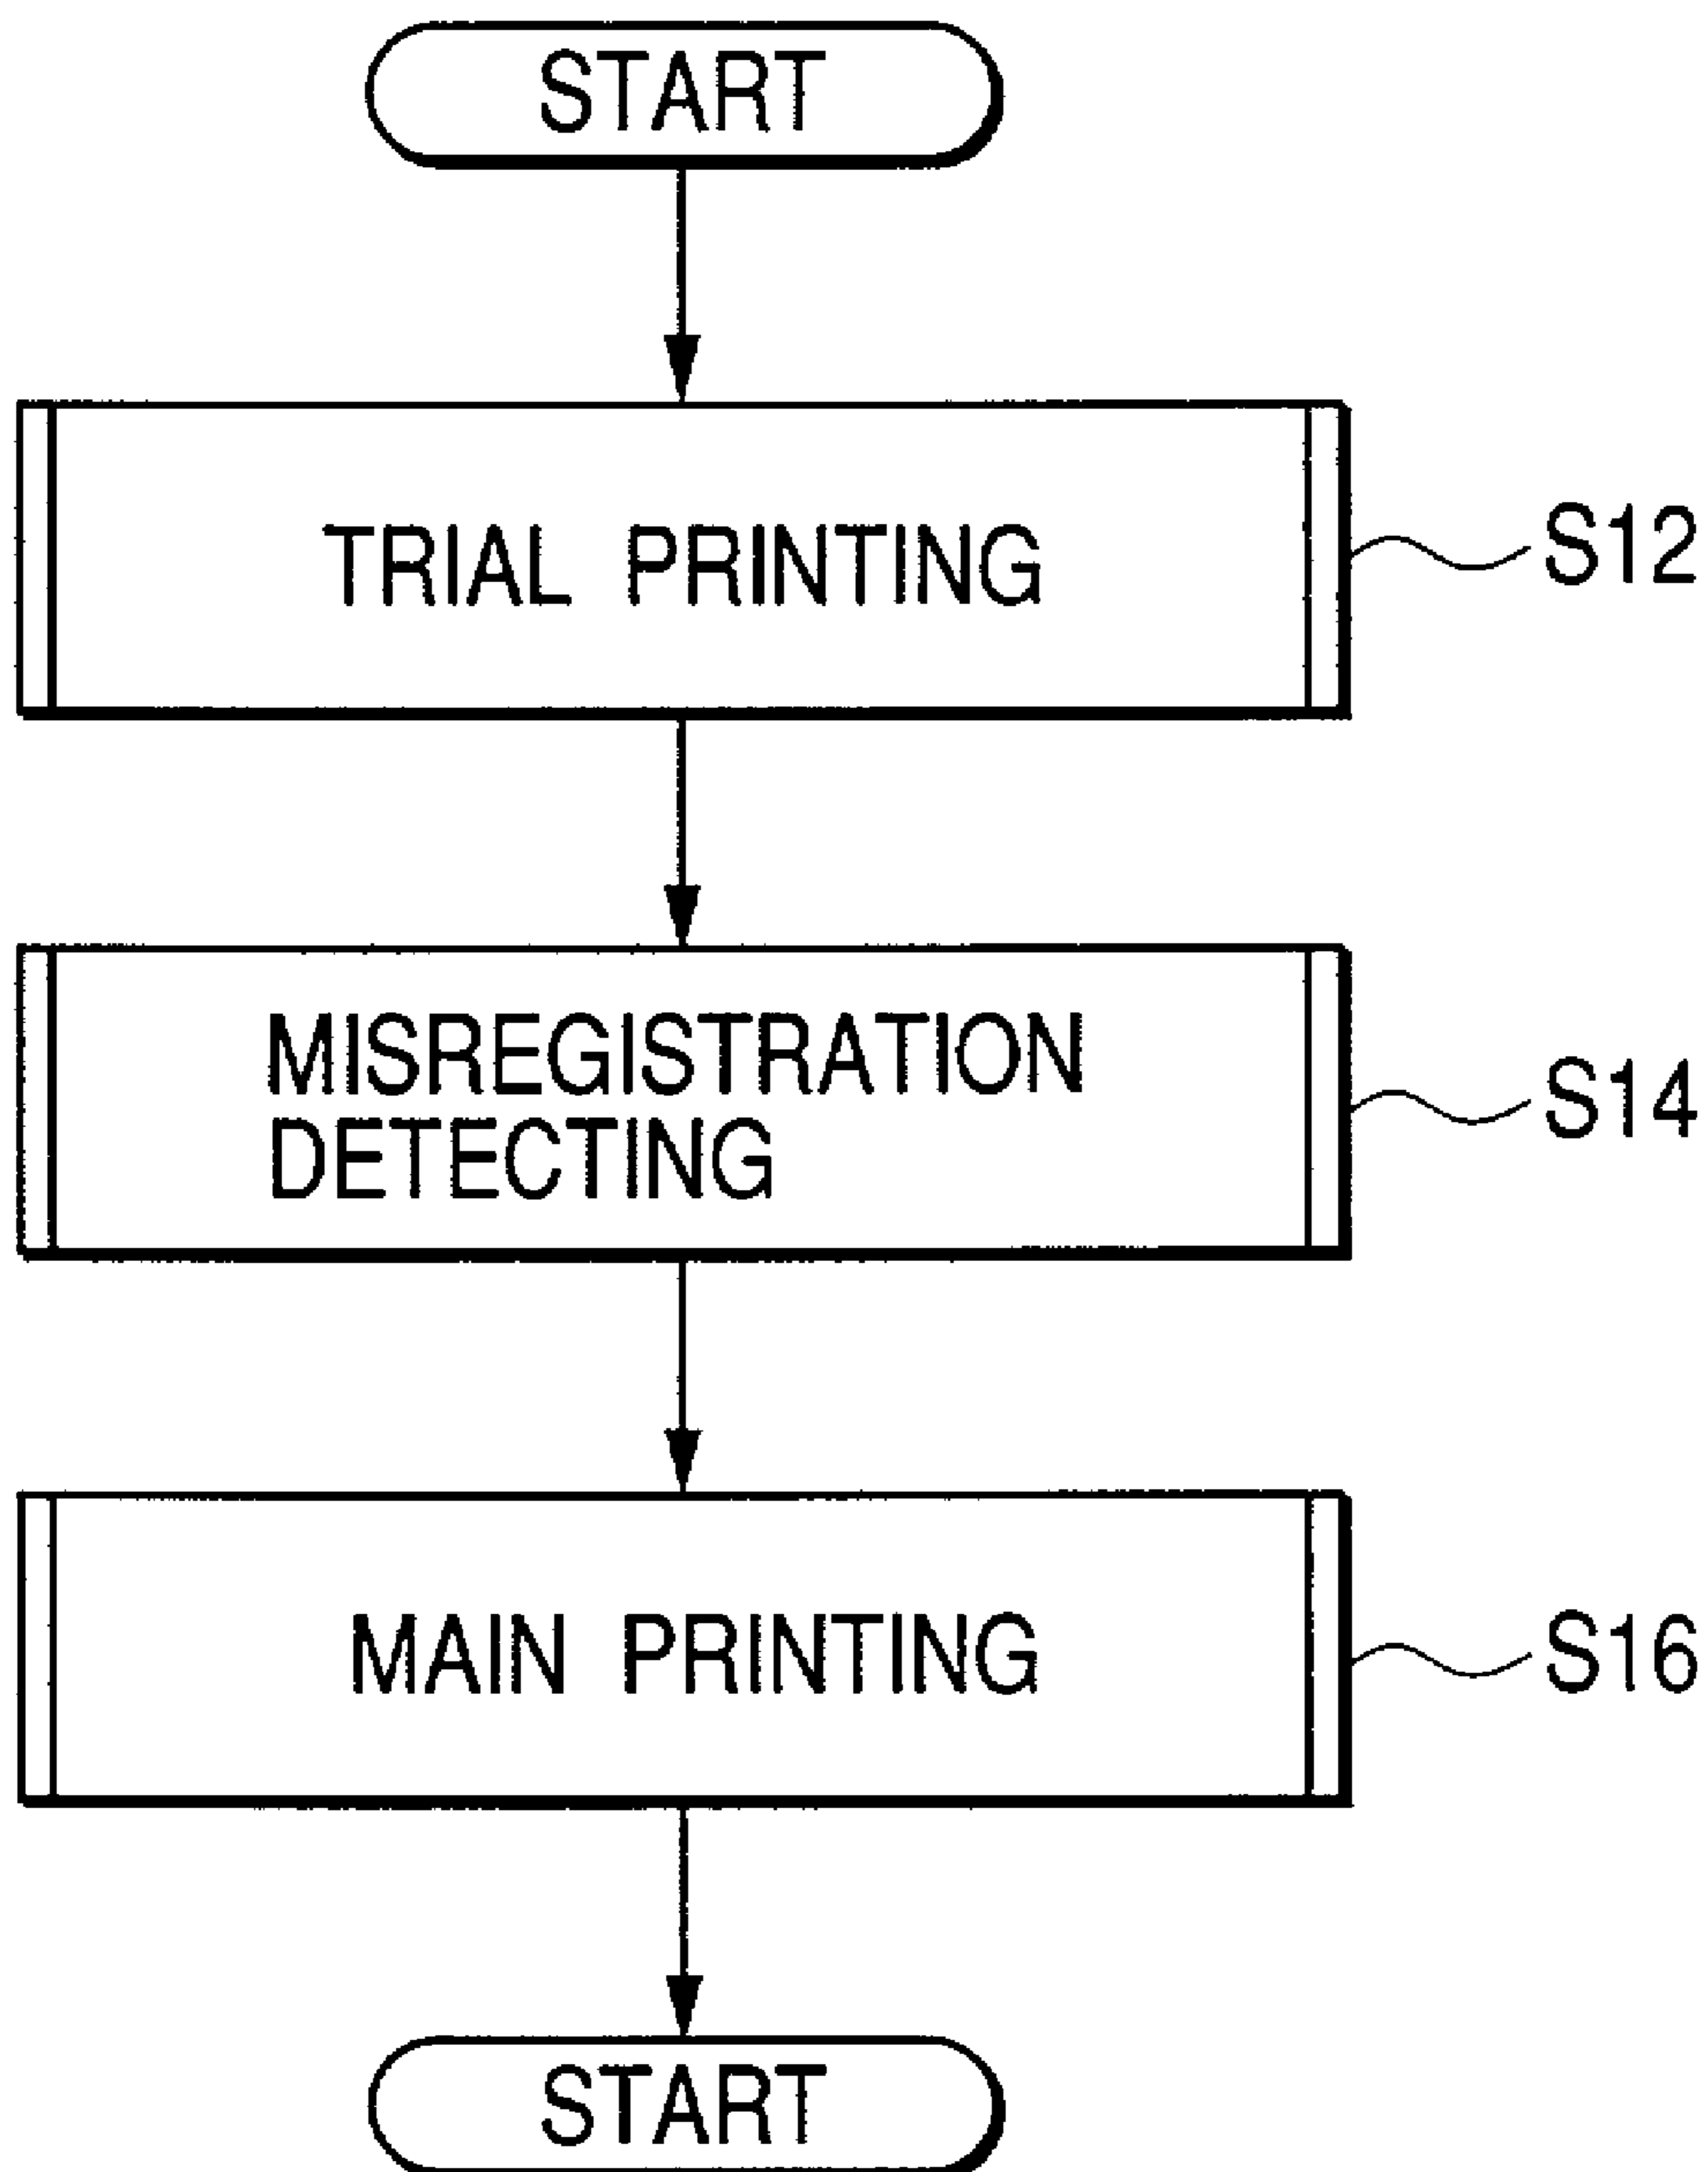 START
TRIAL PRINTING
S12
MISREGISTRATION
DETECTING
S14
MAIN PRINTING
S16
START